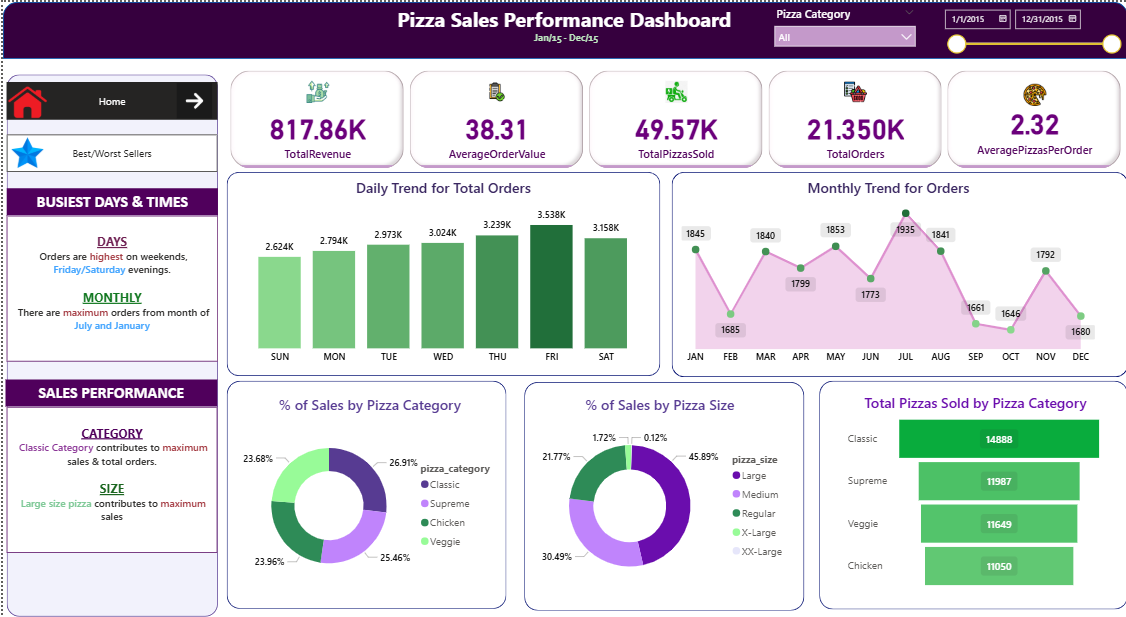 Pizza Sales Performance Dashboard
Jan/15 - Dec/15
Pizza Category
All
1/1/2015
12/31/2015
Home
Best/Worst Sellers
BUSIEST DAYS & TIMES
DAYS
Orders are highest on weekends,
Friday/Saturday evenings.
MONTHLY
There are maximum orders from month of
July and January
SALES PERFORMANCE
CATEGORY
Classic Category contributes to maximum
sales & total orders.
SIZE
Large size pizza contributes to maximum
sales
817.86K
TotalRevenue
38.31
AverageOrderValue
49.57K
TotalPizzasSold
21.350K
TotalOrders
2.32
AveragePizzasPerOrder
Daily Trend for Total Orders
2.624K
2.794K
2.973K
3.024K
3.239K
3.538K
3.158K
SUN
MON
TUE
WED
THU
FRI
SAT
Monthly Trend for Orders
1845
1685
1840
1799
1853
1773
1935
1841
1661
1646
1792
1680
JAN
FEB
MAR
APR
MAY
JUN
JUL
AUG
SEP
OCT
NOV
DEC
% of Sales by Pizza Category
23.68%
26.91%
23.96%
25.46%
pizza_category
Classic
Supreme
Chicken
Veggie
% of Sales by Pizza Size
1.72%
0.12%
21.77%
45.89%
30.49%
pizza_size
Large
Medium
Regular
X-Large
XX-Large
Total Pizzas Sold by Pizza Category
Classic
14888
Supreme
11987
Veggie
11649
Chicken
11050